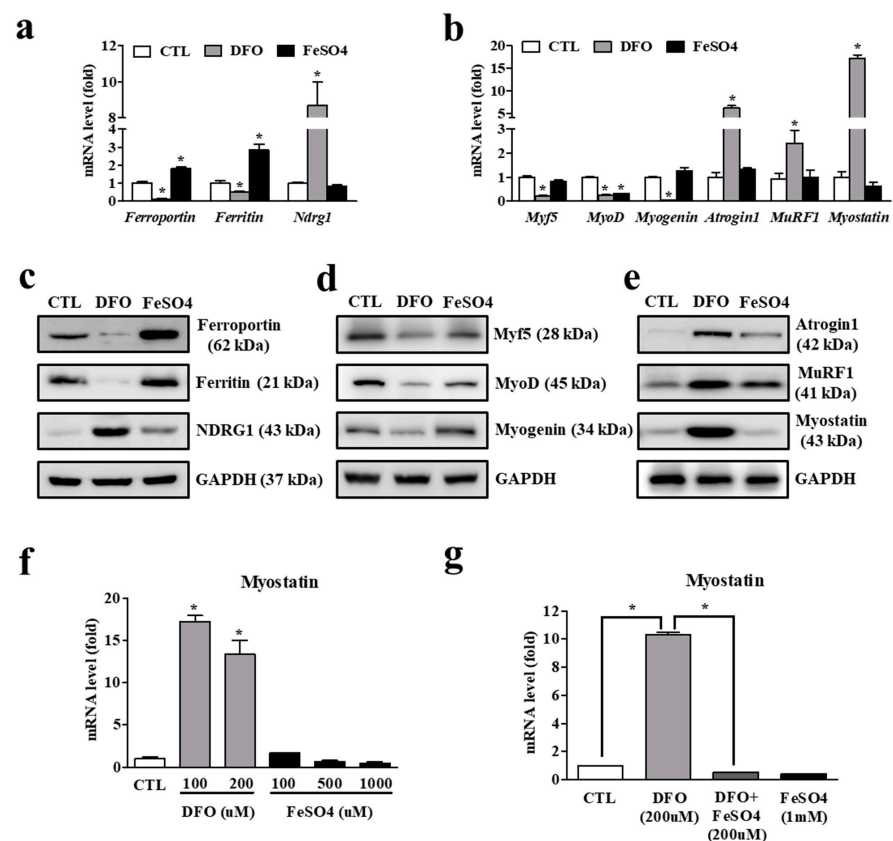 a
CTL DFO FeSO4
mRNA level (fold)
12
10
8
6
4
3
2
1
0
*
*
*
*
*
Ferroportin Ferritin Ndrg1
b
CTL DFO FeSO4
mRNA level (fold)
20
15
10
5
3
2
1
0
*
*
*
*
*
*
*
Myf5 MyoD Myogenin Atrogin1 MuRF1 Myostatin
c
CTL DFO FeSO4
Ferroportin
(62 kDa)
Ferritin (21 kDa)
NDRG1 (43 kDa)
GAPDH (37 kDa)
d
CTL DFO FeSO4
Myf5 (28 kDa)
MyoD (45 kDa)
Myogenin (34 kDa)
GAPDH
e
CTL DFO FeSO4
Atrogin1
(42 kDa)
MuRF1
(41 kDa)
Myostatin
(43 kDa)
GAPDH
f
Myostatin
mRNA level (fold)
20
15
10
5
0
*
*
CTL 100 200 100 500 1000
DFO (uM) FeSO4 (uM)
g
Myostatin
mRNA level (fold)
12
10
8
6
4
2
0
* *
CTL DFO DFO+ FeSO4
(200uM) FeSO4 (1mM)
(200uM)